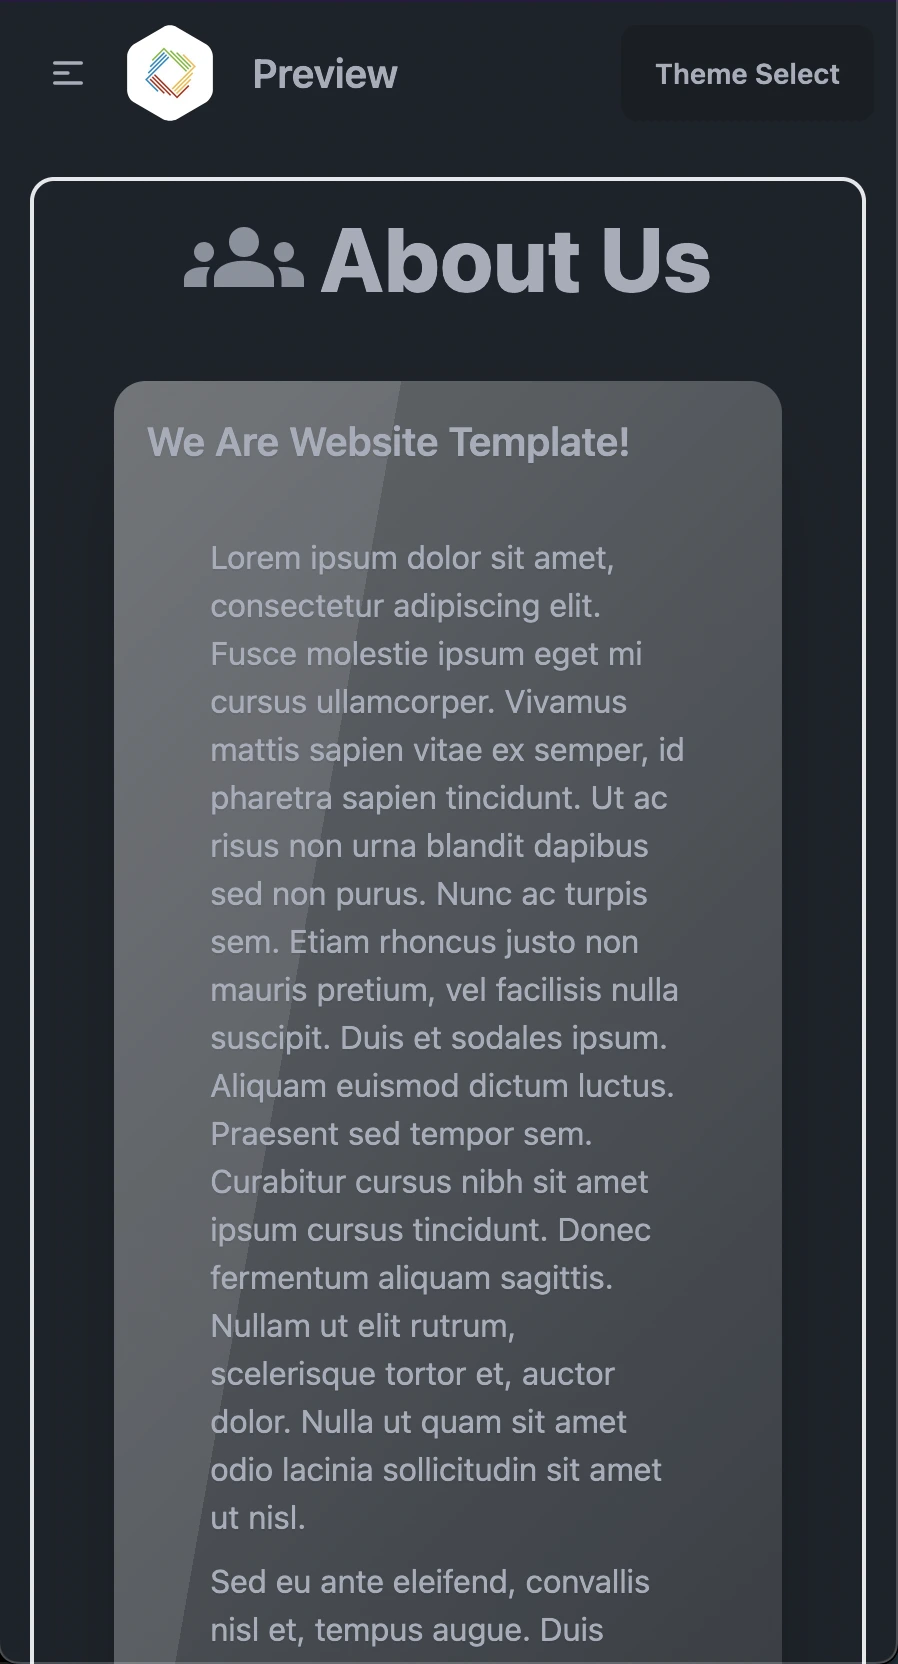 Preview
Theme Select
About Us
We Are Website Template!
Lorem ipsum dolor sit amet,
consectetur adipiscing elit.
Fusce molestie ipsum eget mi
cursus ullamcorper. Vivamus
mattis sapien vitae ex semper, id
pharetra sapien tincidunt. Ut ac
risus non urna blandit dapibus
sed non purus. Nunc ac turpis
sem. Etiam rhoncus justo non
mauris pretium, vel facilisis nulla
suscipit. Duis et sodales ipsum.
Aliquam euismod dictum luctus.
Praesent sed tempor sem.
Curabitur cursus nibh sit amet
ipsum cursus tincidunt. Donec
fermentum aliquam sagittis.
Nullam ut elit rutrum,
scelerisque tortor et, auctor
dolor. Nulla ut quam sit amet
odio lacinia sollicitudin sit amet
ut nisl.
Sed eu ante eleifend, convallis
nisl et, tempus augue. Duis